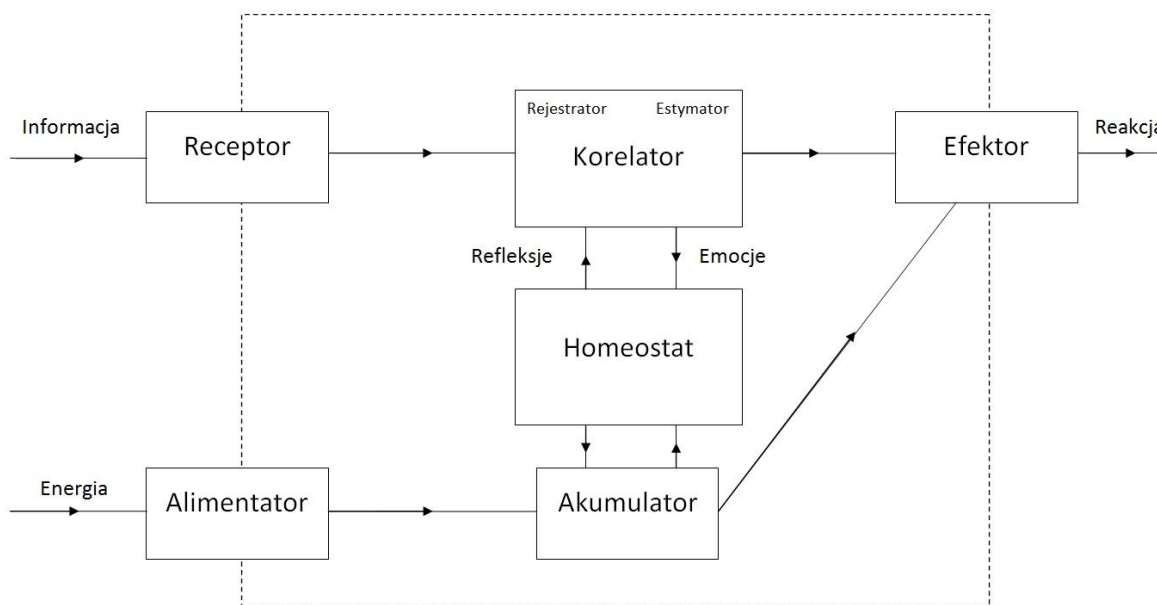 Rejestrator Estymator
Informacja
Receptor
Korelator
Efektor
Reakcja
Refleksje
Emocje
Homeostat
Energia
Alimentator
Akumulator